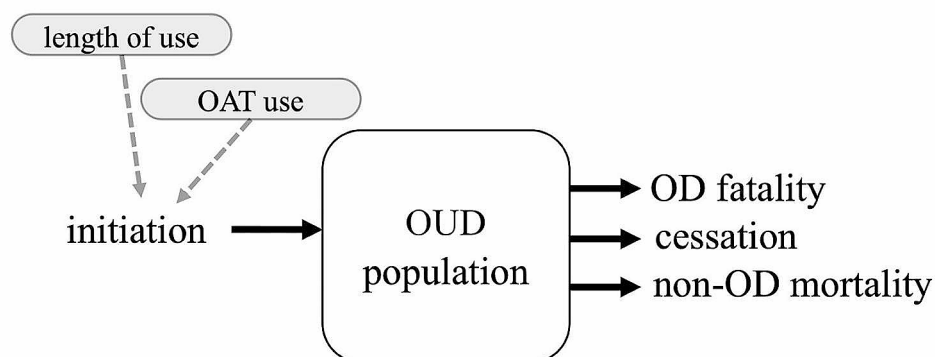 length of use
OAT use
initiation
OUD
population
OD fatality
cessation
non-OD mortality